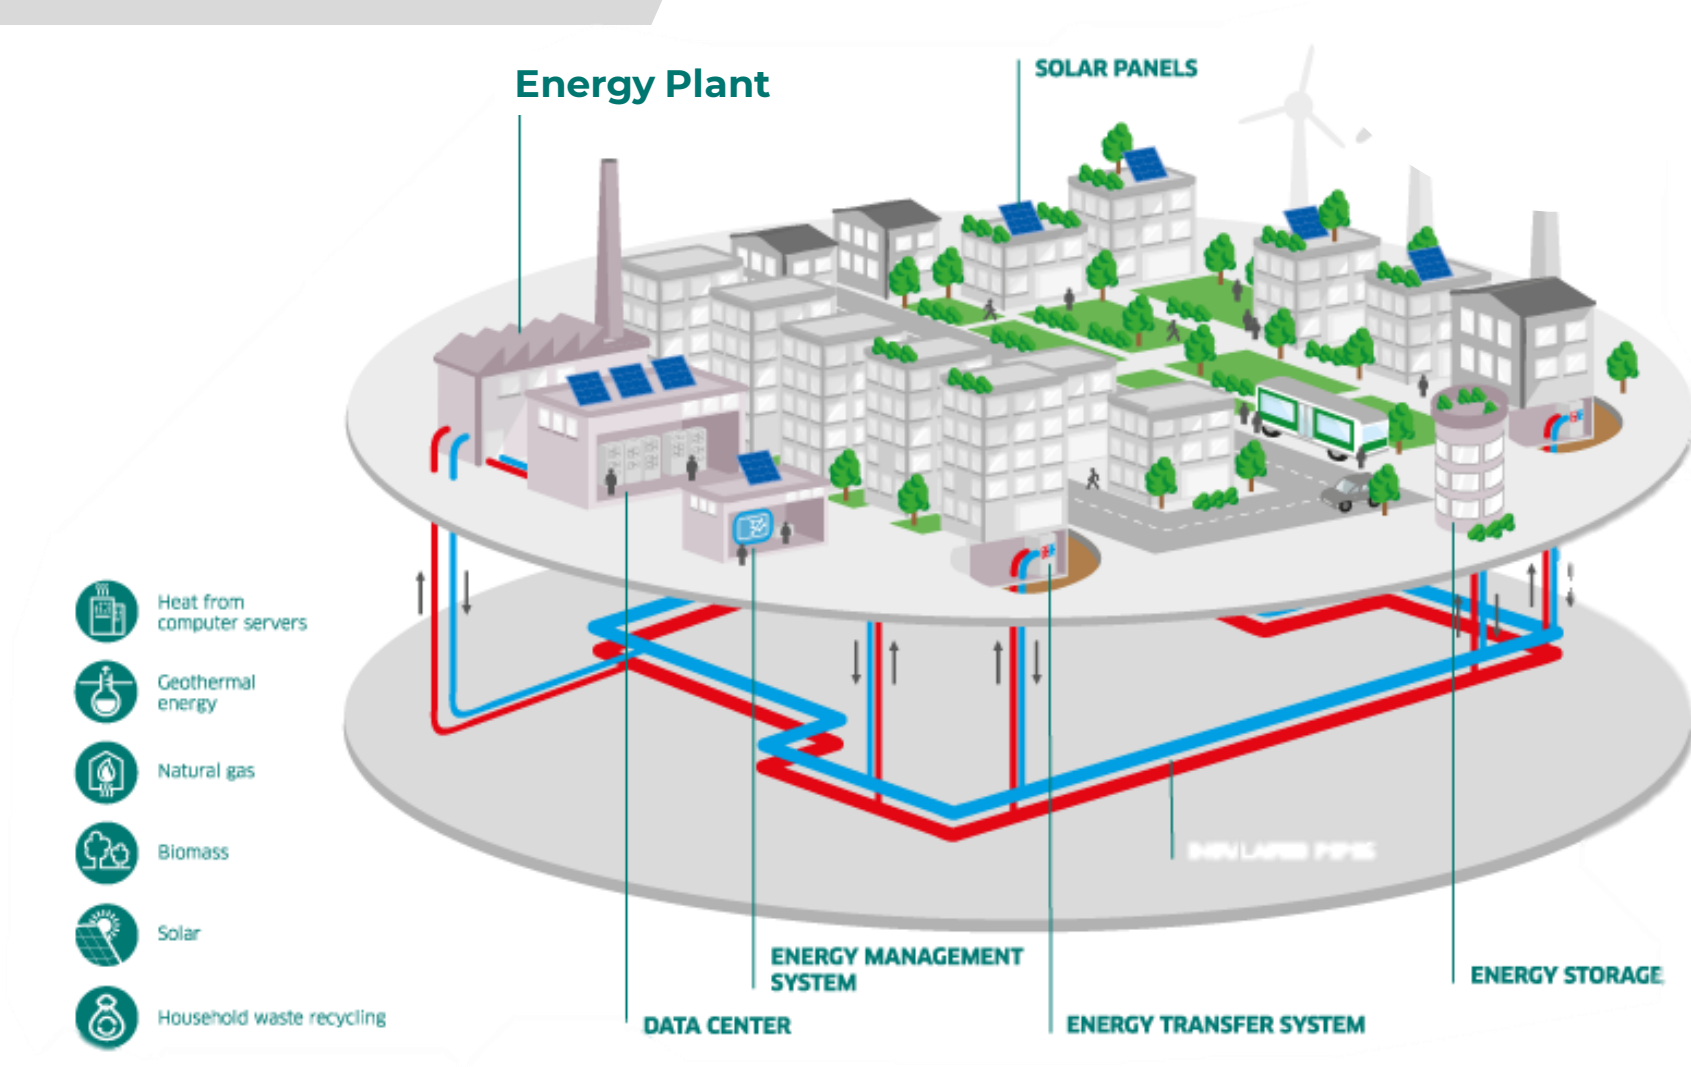 Energy Plant
SOLAR PANELS
Heat from
computer servers
Geothermal
energy
Natural gas
Biomass
Solar
Household waste recycling
ENERGY MANAGEMENT
SYSTEM
DATA CENTER
ENERGY TRANSFER SYSTEM
ENERGY STORAGE